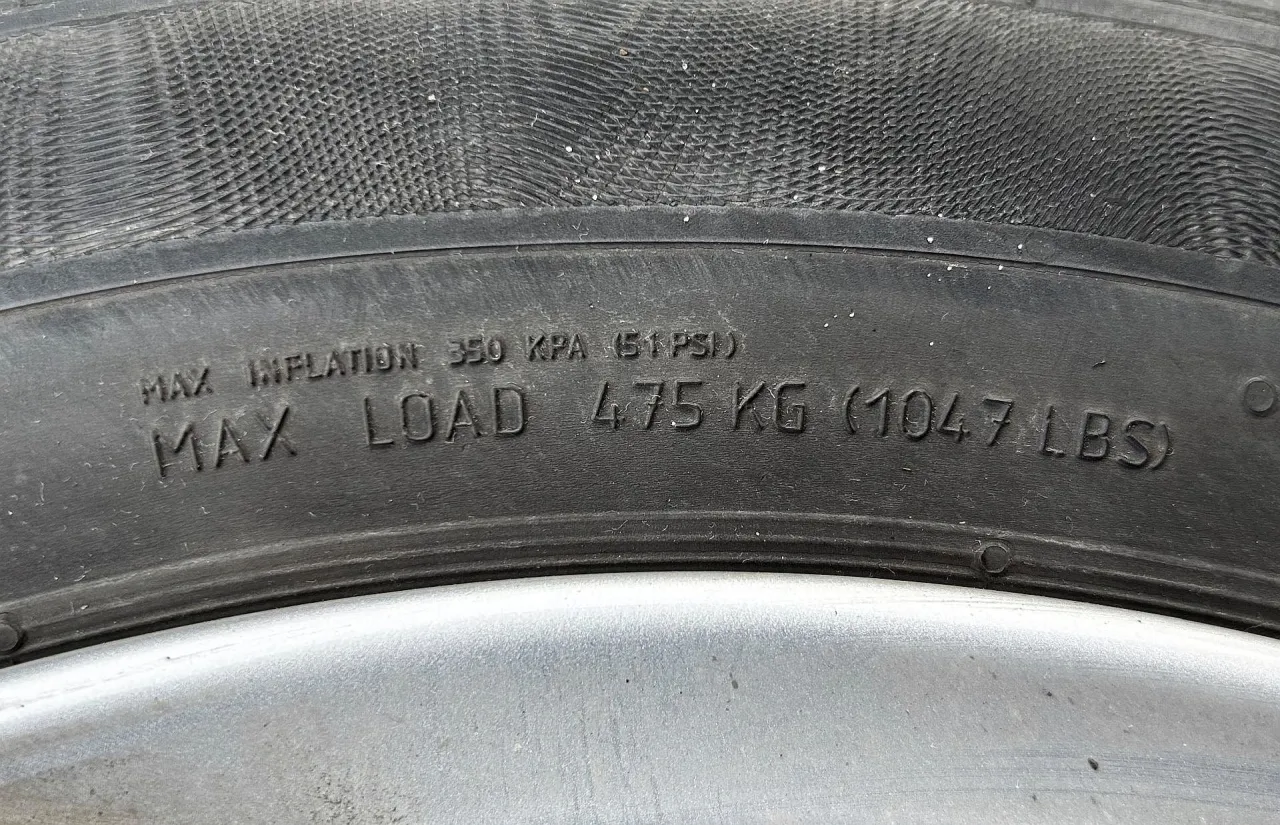 MAX INFLATION 350 KPA (51 PSI)
MAX LOAD 475 KG (1047 LBS)